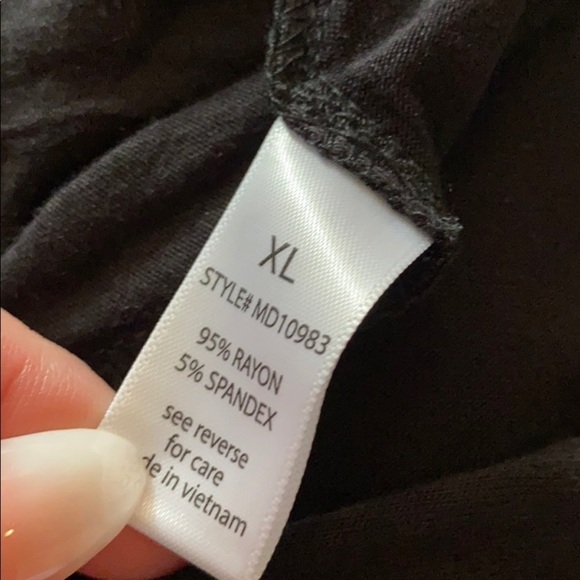 XL
STYLE# MD10983
95% RAYON
5% SPANDEX
see reverse
for care
de in vietnam